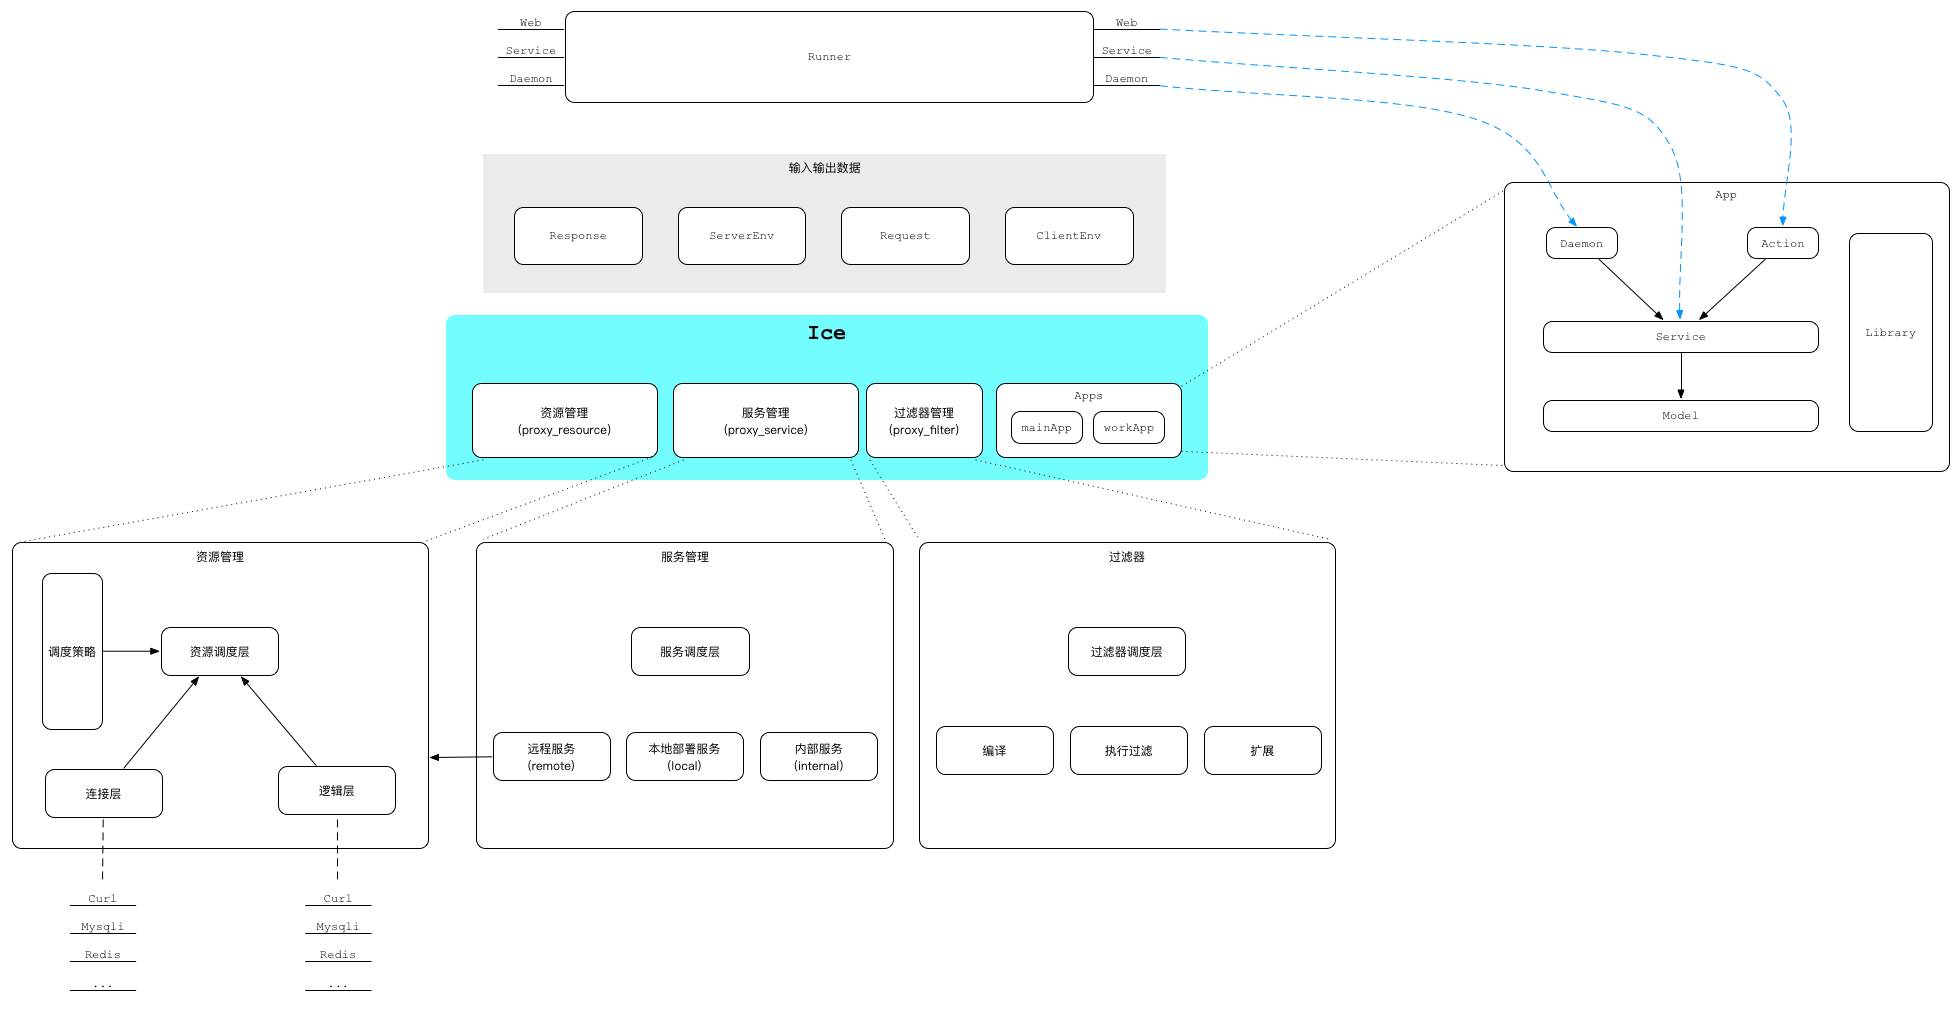 Web
Service
Daemon
Runner
Web
Service
Daemon
输入输出数据
Response
ServerEnv
Request
ClientEnv
App
Daemon
Action
Service
Model
Library
Ice
资源管理
(proxy_resource)
服务管理
(proxy_service)
过滤器管理
(proxy_filter)
Apps
mainApp
workApp
资源管理
调度策略
资源调度层
连接层
逻辑层
服务管理
服务调度层
远程服务
(remote)
本地部署服务
(local)
内部服务
(internal)
过滤器
过滤器调度层
编译
执行过滤
扩展
Curl
Mysqli
Redis
...
Curl
Mysqli
Redis
...